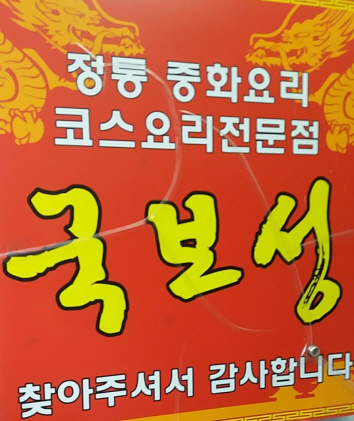 정통 중화요리
코스요리전문점
국보성
찾아주셔서 감사합니다